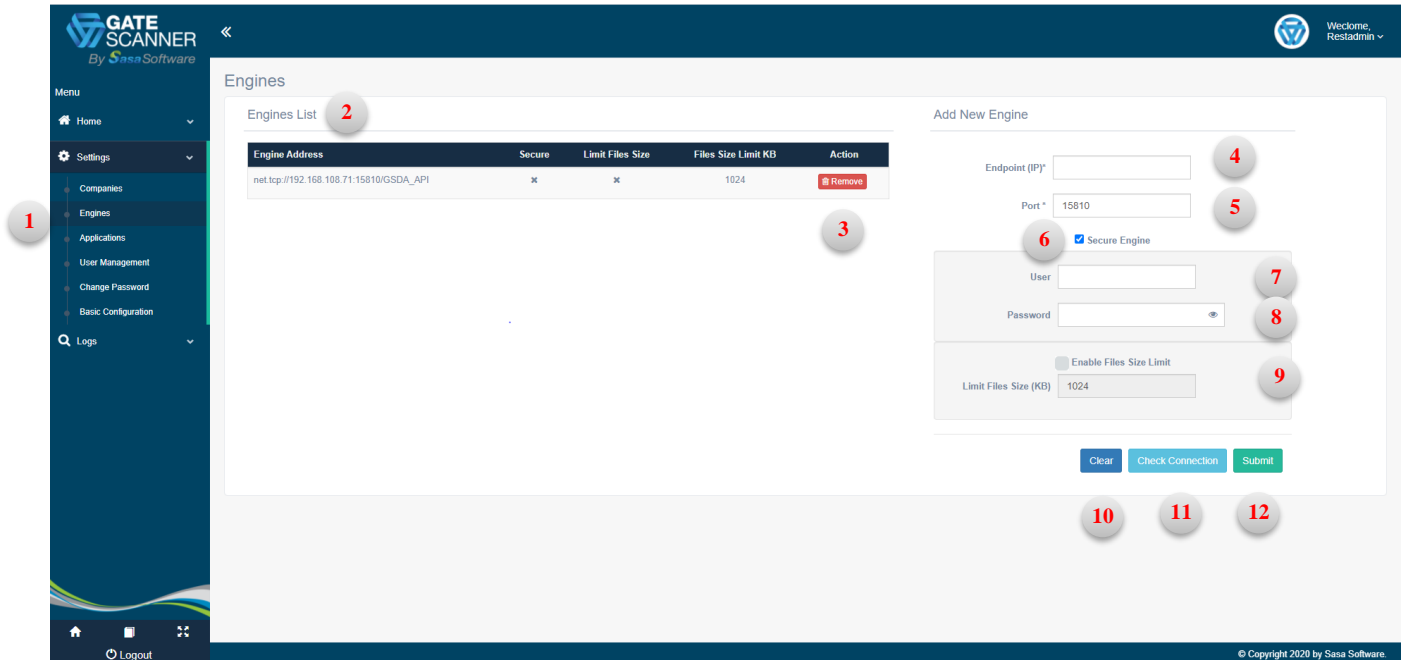 GATE
SCANNER
By Sasa Software
Weclome,
Restadmin
Menu
Home
Settings
Companies
1
Engines
Applications
User Management
Change Password
Basic Configuration
Logs
Logout
Engines
Engines List 2
Engine Address Secure Limit Files Size Files Size Limit KB Action
net.tcp://192.168.108.71:15810/GSDA_API 1024 Remove
3
Add New Engine
Endpoint (IP)* 4
Port * 15810 5
6 Secure Engine
User 7
Password 8
Enable Files Size Limit
Limit Files Size (KB) 1024 9
Clear Check Connection Submit
10 11 12
© Copyright 2020 by Sasa Software.